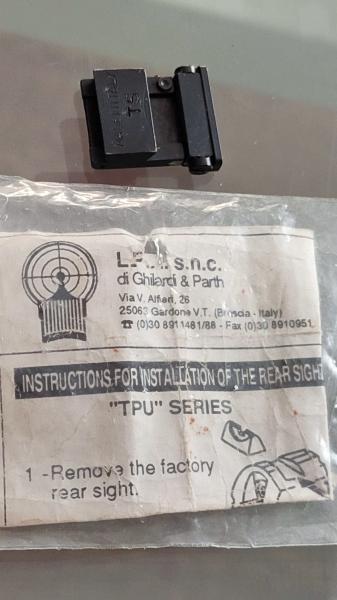 TS
s.n.c.
di Ghilardi & Parth
Via V. Alfieri, 26
25063 Gardone V.T. (Brescia - Italy)
☎ (0)30 8911481/88 - Fax (0)30 8910951
INSTRUCTIONS FOR INSTALLATION OF THE REAR SIGHT
"TPU" SERIES
1 -Remove the factory
rear sight.